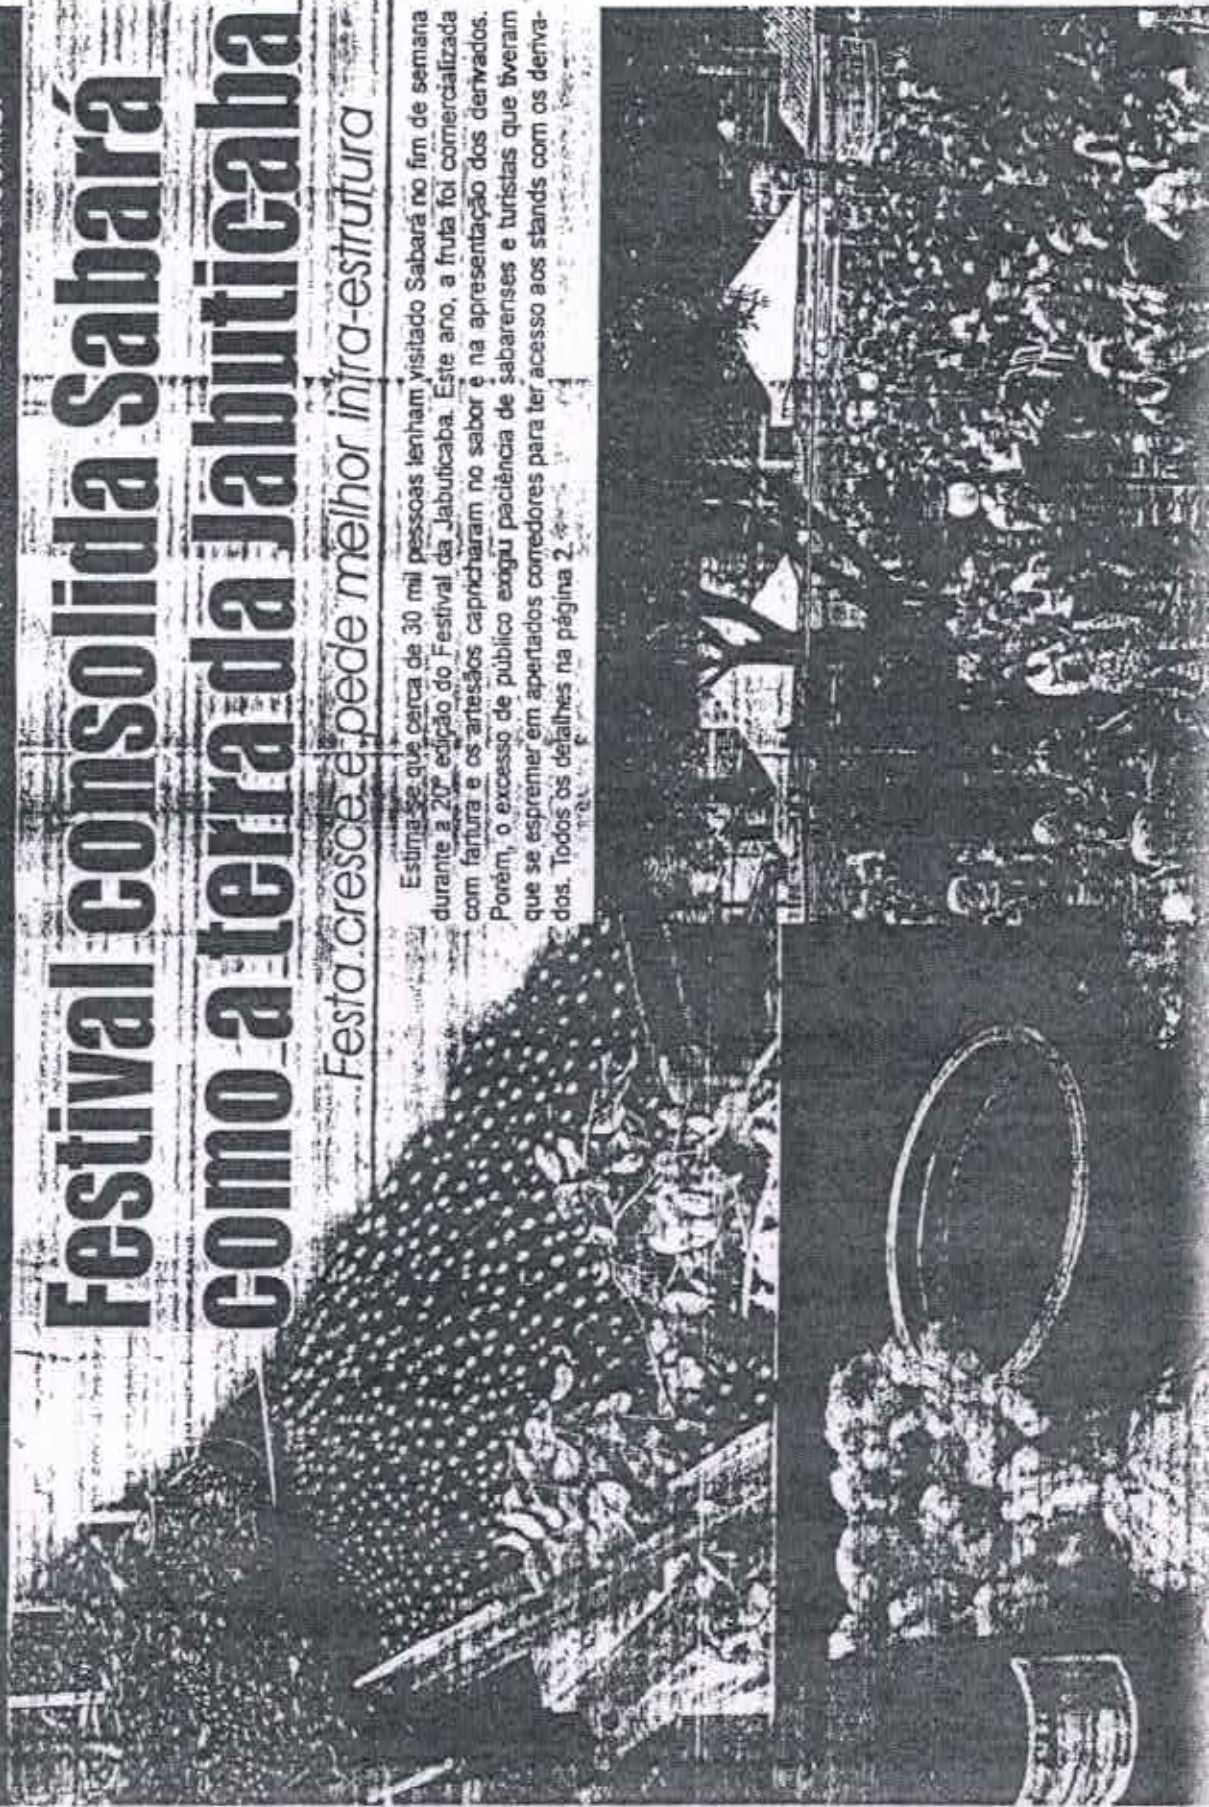 Festival consolida Sabará
como a terra da Jabuticaba
Festa cresce e pede melhor infra-estrutura
Estima-se que cerca de 30 mil pessoas tenham visitado Sabará no fim de semana
durante a 20ª edição do Festival da Jabuticaba. Este ano, a fruta foi comercializada
com fartura e os artesãos capricharam no sabor e na apresentação dos derivados.
Porém, o excesso de público exigiu paciência de sabarenses e turistas que tiveram
que se espremer em apertados corredores para ter acesso aos stands com os deriva-
dos. Todos os detalhes na página 2.